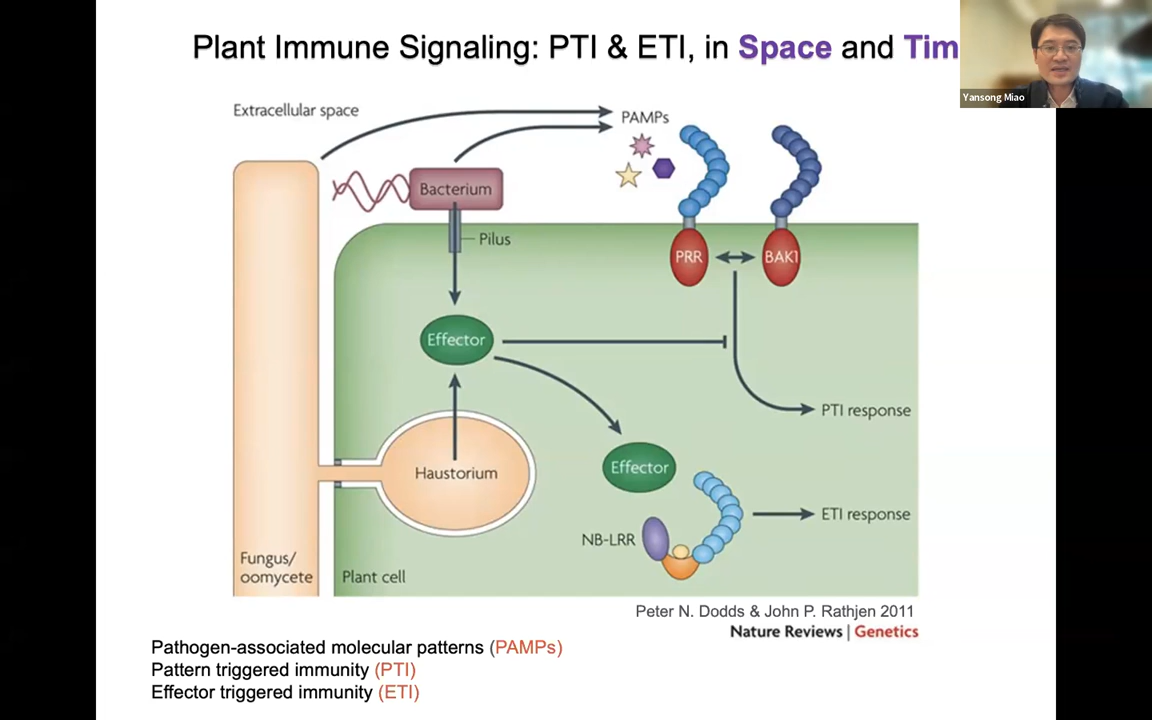 Plant Immune Signaling: PTI & ETI, in Space and Tim
Yansong Miao
Extracellular space
PAMPs
Bacterium
Pilus
PRR
BAK1
Effector
PTI response
Haustorium
Effector
ETI response
NB-LRR
Fungus/
oomycete
Plant cell
Peter N. Dodds & John P. Rathjen 2011
Nature Reviews | Genetics
Pathogen-associated molecular patterns (PAMPs)
Pattern triggered immunity (PTI)
Effector triggered immunity (ETI)